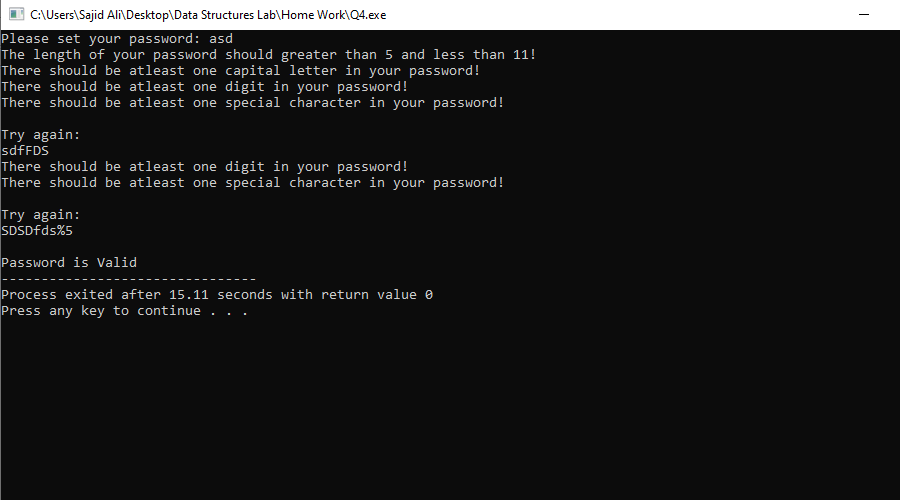 C:\Users\Sajid Ali\Desktop\Data Structures Lab\Home Work\Q4.exe
Please set your password: asd
The length of your password should greater than 5 and less than 11!
There should be atleast one capital letter in your password!
There should be atleast one digit in your password!
There should be atleast one special character in your password!

Try again:
sdfFDS
There should be atleast one digit in your password!
There should be atleast one special character in your password!

Try again:
SDSDfds%5

Password is Valid
--------------------------------
Process exited after 15.11 seconds with return value 0
Press any key to continue . . .